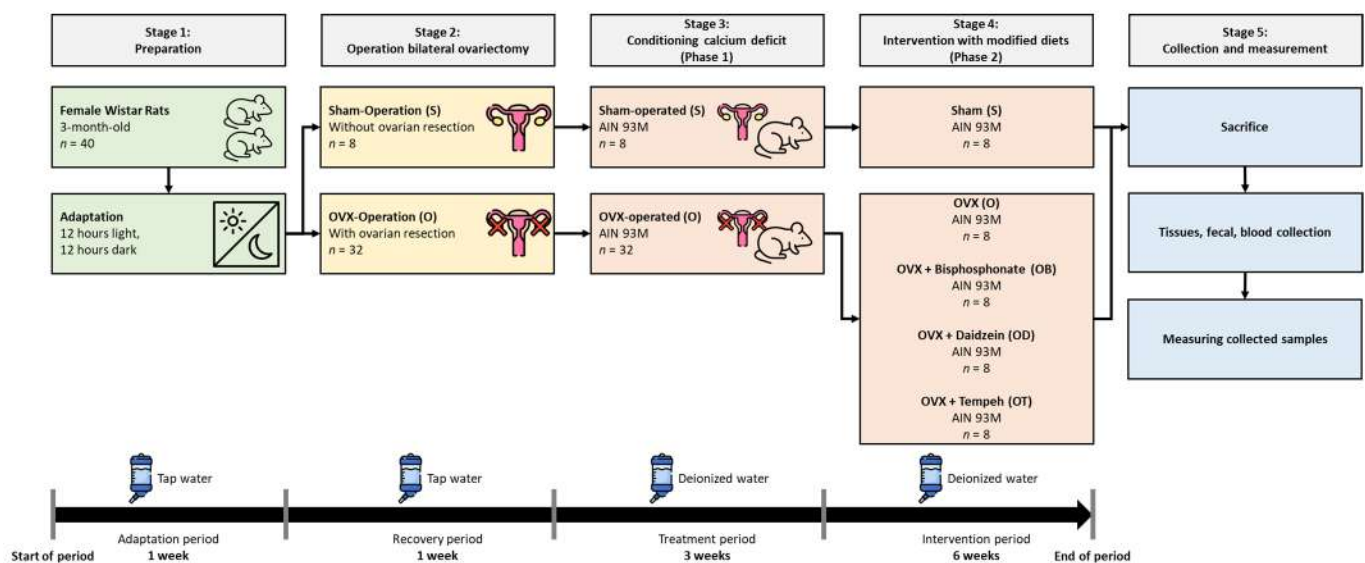 Stage 1:
Preparation
Stage 2:
Operation bilateral ovariectomy
Stage 3:
Conditioning calcium deficit
(Phase 1)
Stage 4:
Intervention with modified diets
(Phase 2)
Stage 5:
Collection and measurement
Female Wistar Rats
3-month-old
n = 40
Sham-Operation (S)
Without ovarian resection
n = 8
Sham-operated (S)
AIN 93M
n = 8
Sham (S)
AIN 93M
n = 8
Sacrifice
Adaptation
12 hours light,
12 hours dark
OVX-Operation (O)
With ovarian resection
n = 32
OVX-operated (O)
AIN 93M
n = 32
OVX (O)
AIN 93M
n = 8
OVX + Bisphosphonate (OB)
AIN 93M
n = 8
OVX + Daidzein (OD)
AIN 93M
n = 8
OVX + Tempeh (OT)
AIN 93M
n = 8
Tissues, fecal, blood collection
Measuring collected samples
Tap water
Tap water
Deionized water
Deionized water
Start of period
Adaptation period
1 week
Recovery period
1 week
Treatment period
3 weeks
Intervention period
6 weeks
End of period